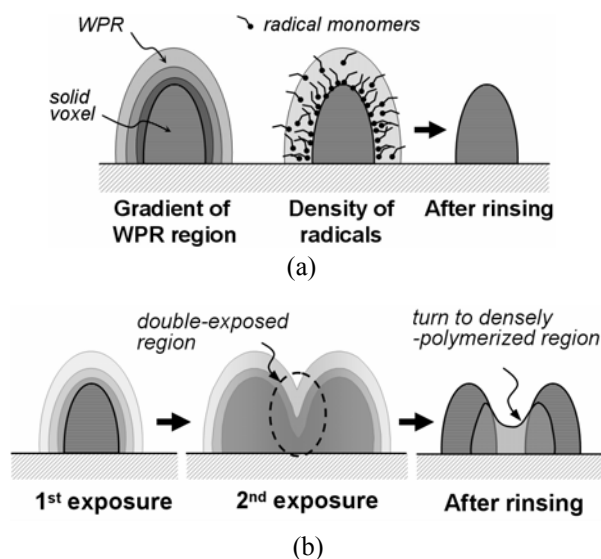 WPR
radical monomers
solid
voxel
Gradient of
WPR region
Density of
radicals
After rinsing
(a)
double-exposed
region
turn to densely
-polymerized region
1st exposure
2nd exposure
After rinsing
(b)